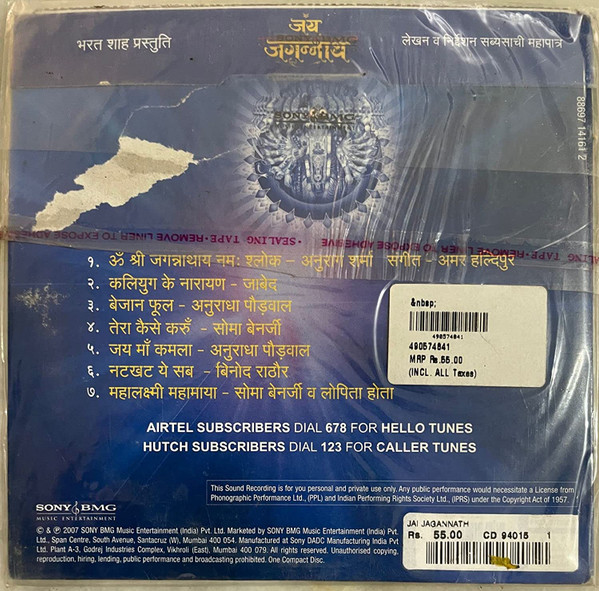 भरत शाह प्रस्तुति
जय
जगन्नाथ
लेखन व निर्देशन सब्यसाची महापात्र
88697 14161 2
SONY BMG
SEALING TAPE • REMOVE LINER TO EXPOSE ADHESIVE
१. ॐ श्री जगन्नाथाय नमः श्लोक – अनुराग शर्मा संगीत – अमर हल्दिपुर
२. कलियुग के नारायण – जाबेद
३. बेजान फूल – अनुराधा पौड़वाल
४. तेरा कैसे करुँ – सोमा बेनर्जी
५. जय माँ कमला – अनुराधा पौड़वाल
६. नटखट ये सब – बिनोद राठौर
७. महालक्ष्मी महामाया – सोमा बेनर्जी व लोपिता होता
&nbsp;
490574841
490574841
MRP Rs.55.00
(INCL. ALL Taxes)
AIRTEL SUBSCRIBERS DIAL 678 FOR HELLO TUNES
HUTCH SUBSCRIBERS DIAL 123 FOR CALLER TUNES
This Sound Recording is for you personal and private use only. Any public performance would necessitate a License from
Phonographic Performance Ltd., (PPL) and Indian Performing Rights Society Ltd., (IPRS) under the Copyright Act of 1957.
SONY BMG
MUSIC ENTERTAINMENT
© & ℗ 2007 SONY BMG Music Entertainment (India) Pvt. Ltd. Marketed by SONY BMG Music Entertainment (India) Pvt.
Ltd., Span Centre, South Avenue, Santacruz (W), Mumbai 400 054. Manufactured at Sony DADC Manufacturing India Pvt
Ltd. Plant A-3, Godrej Industries Complex, Vikhroli (East), Mumbai 400 079. All rights reserved. Unauthorised copying,
reproduction, hiring, lending, public performance and broadcasting prohibited. One Compact Disc.
JAI JAGANNATH
Rs. 55.00 CD 94015 1